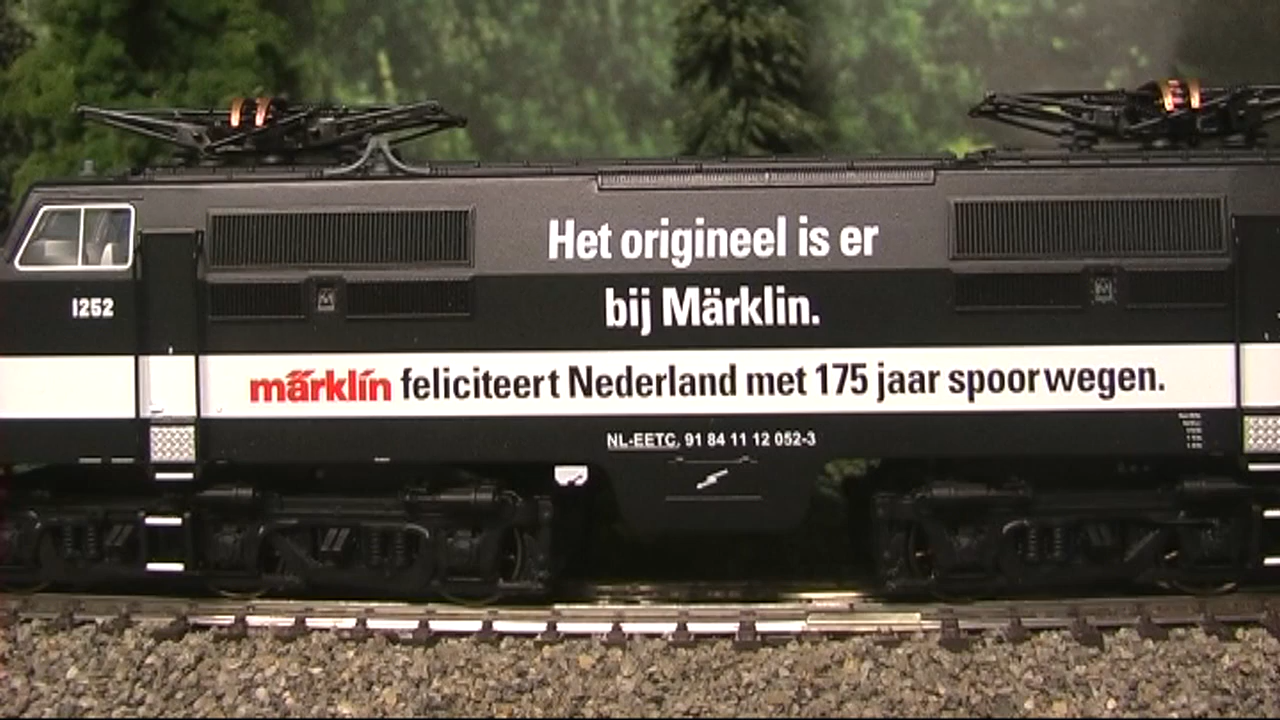 Het origineel is er
bij Märklin.
1252
märklin feliciteert Nederland met 175 jaar spoorwegen.
NL-EETC. 91 84 11 12 052-3